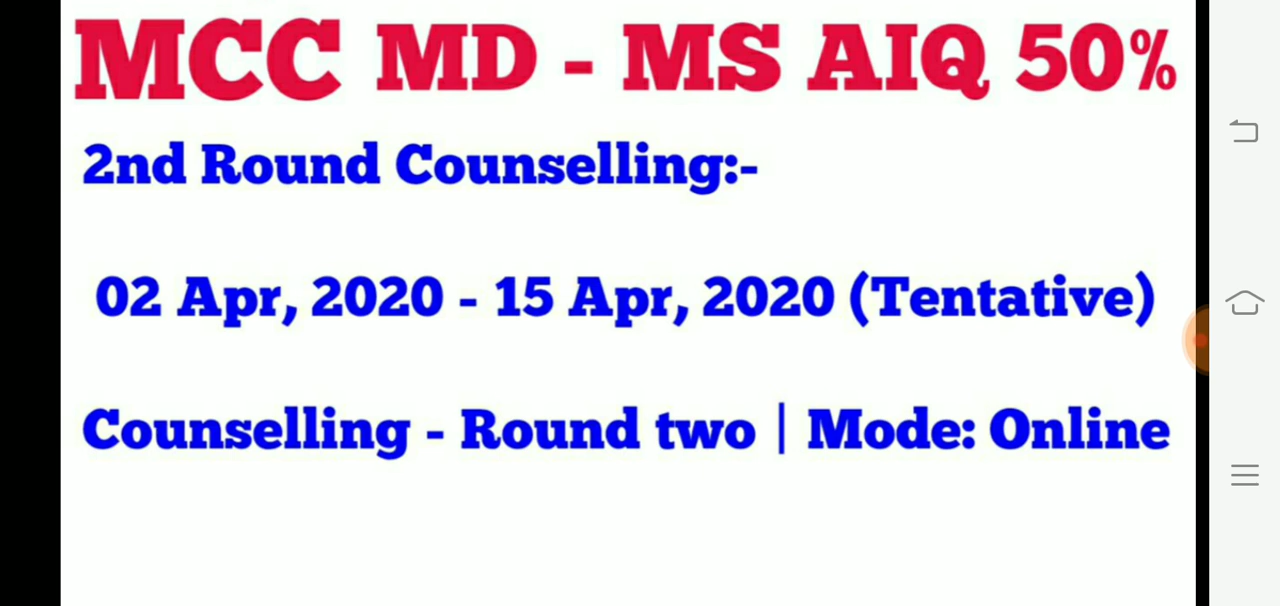 MCC MD - MS AIQ 50%
2nd Round Counselling:-
02 Apr, 2020 - 15 Apr, 2020 (Tentative)
Counselling - Round two | Mode: Online